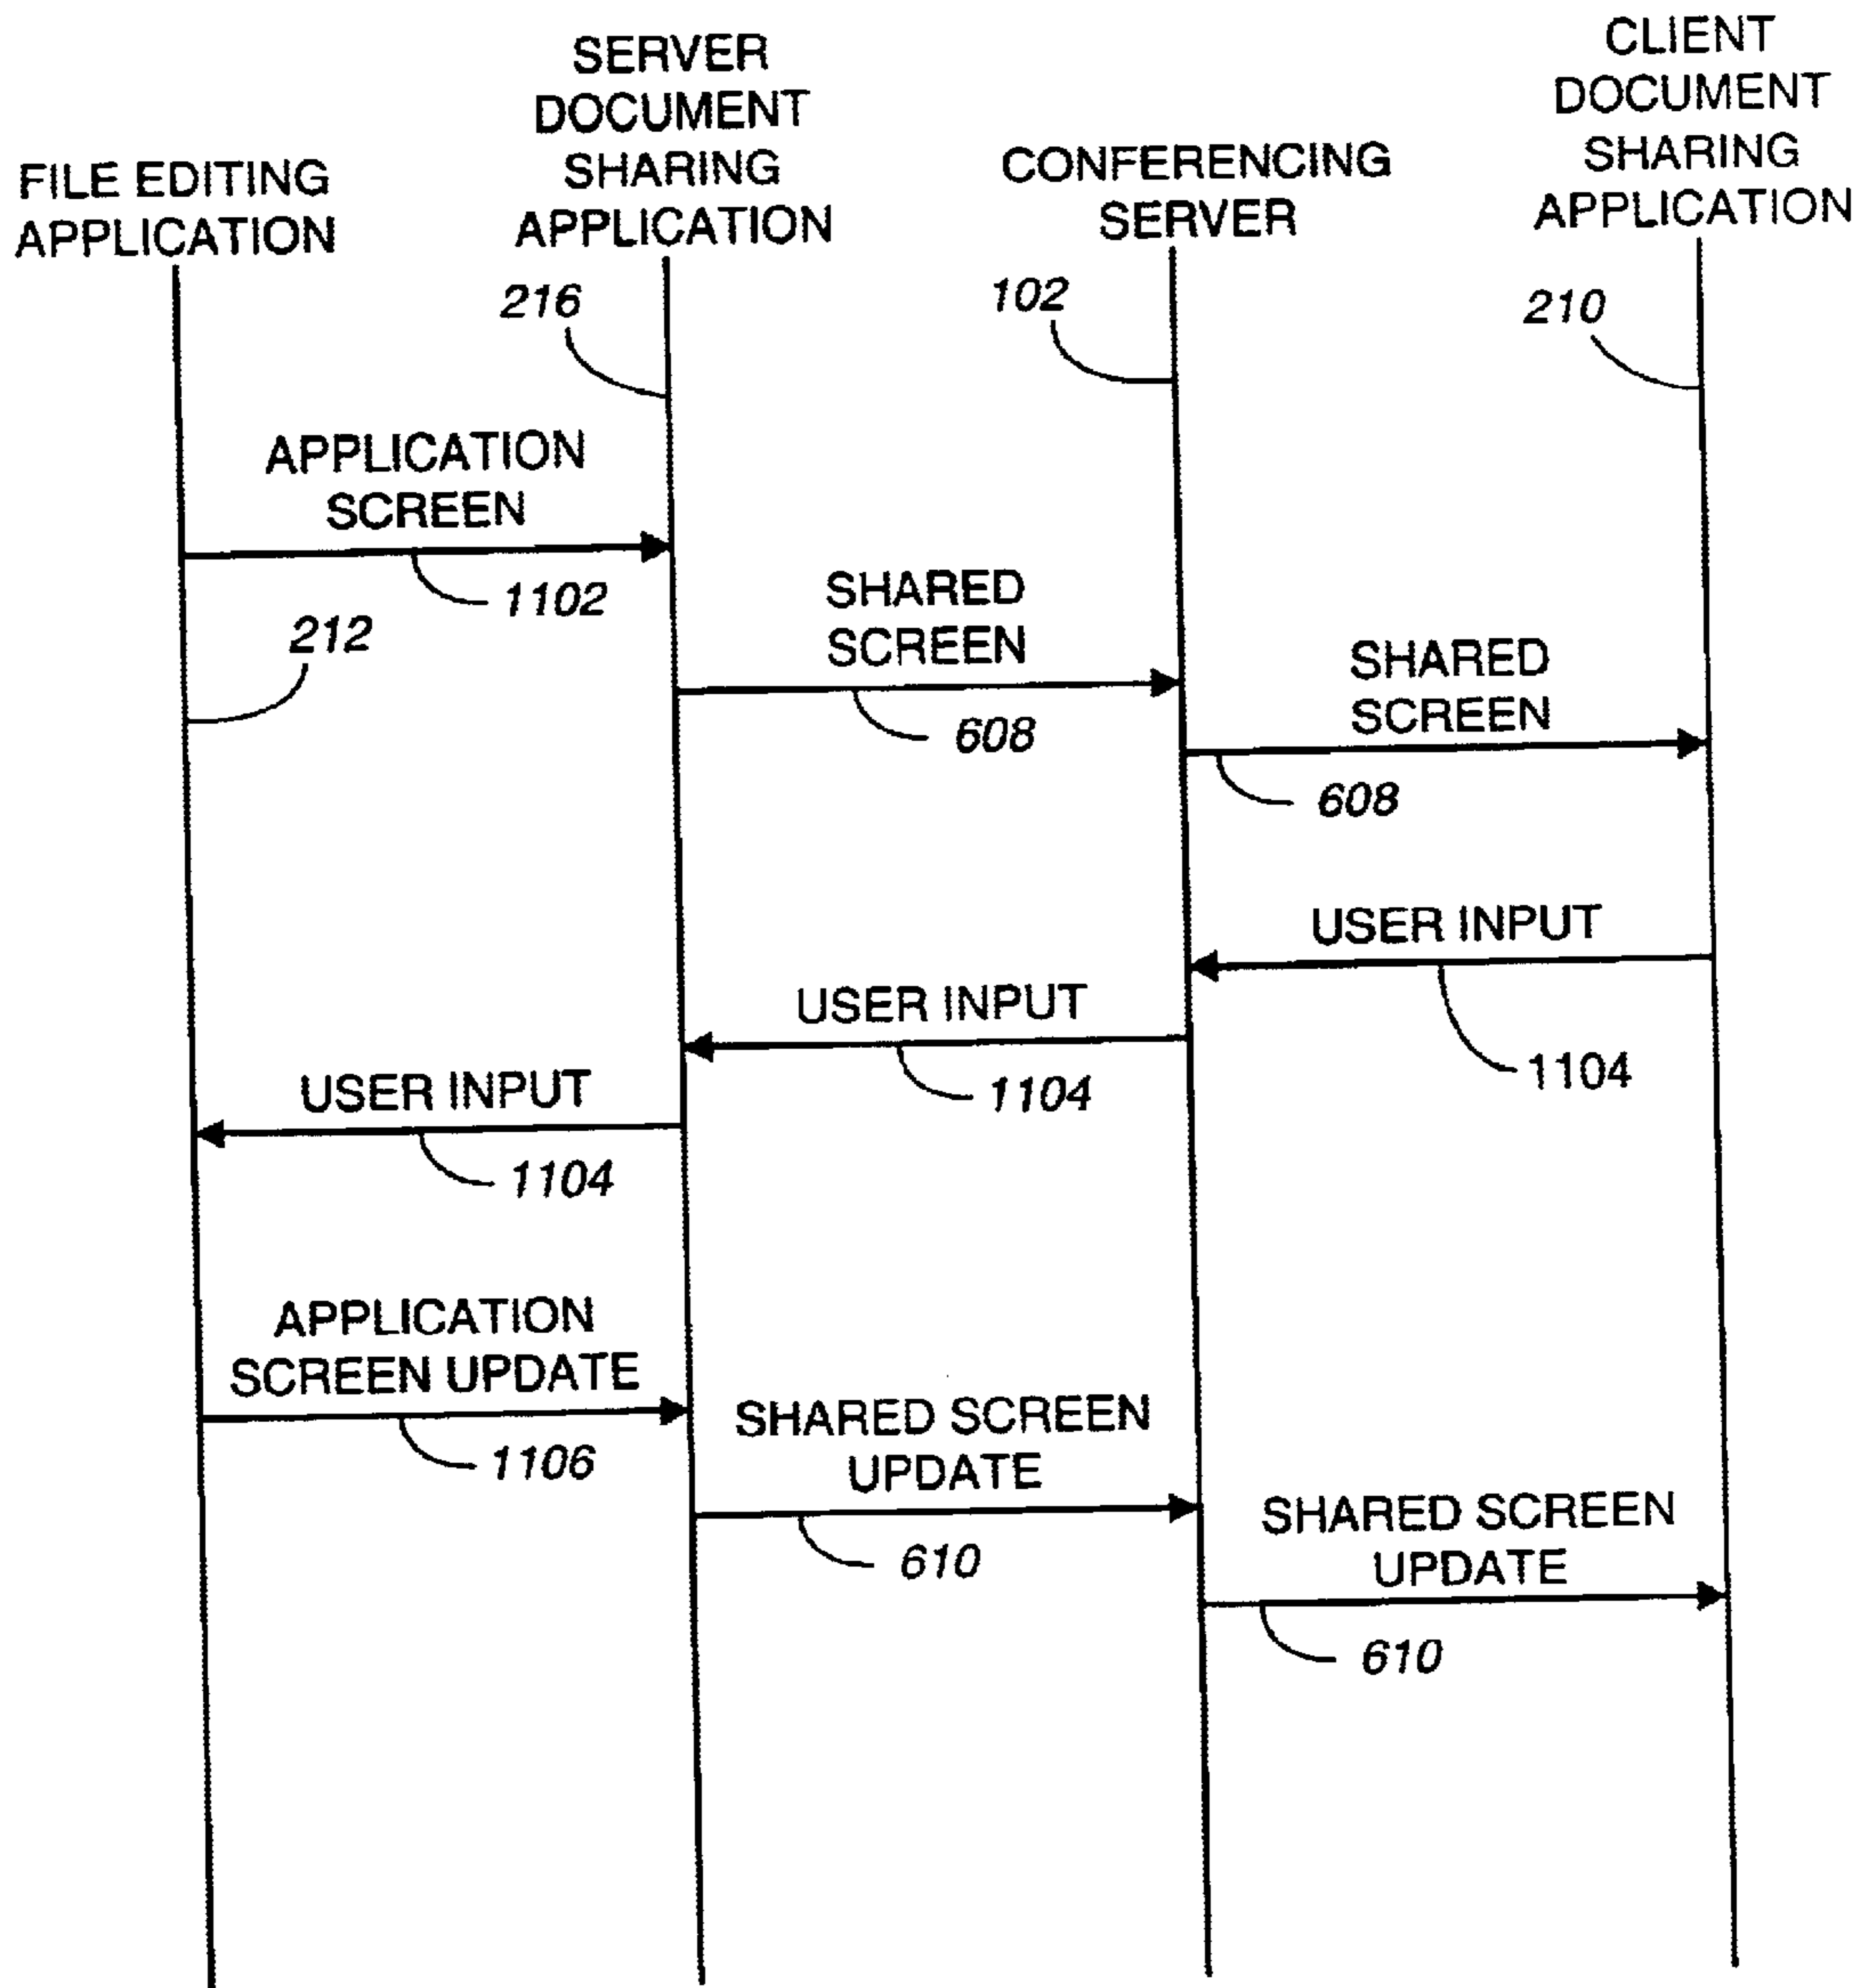 FILE EDITING
APPLICATION
SERVER
DOCUMENT
SHARING
APPLICATION
CONFERENCING
SERVER
CLIENT
DOCUMENT
SHARING
APPLICATION
216
102
210
APPLICATION
SCREEN
1102
212
SHARED
SCREEN
608
SHARED
SCREEN
608
USER INPUT
1104
USER INPUT
1104
USER INPUT
1104
APPLICATION
SCREEN UPDATE
1106
SHARED SCREEN
UPDATE
610
SHARED SCREEN
UPDATE
610